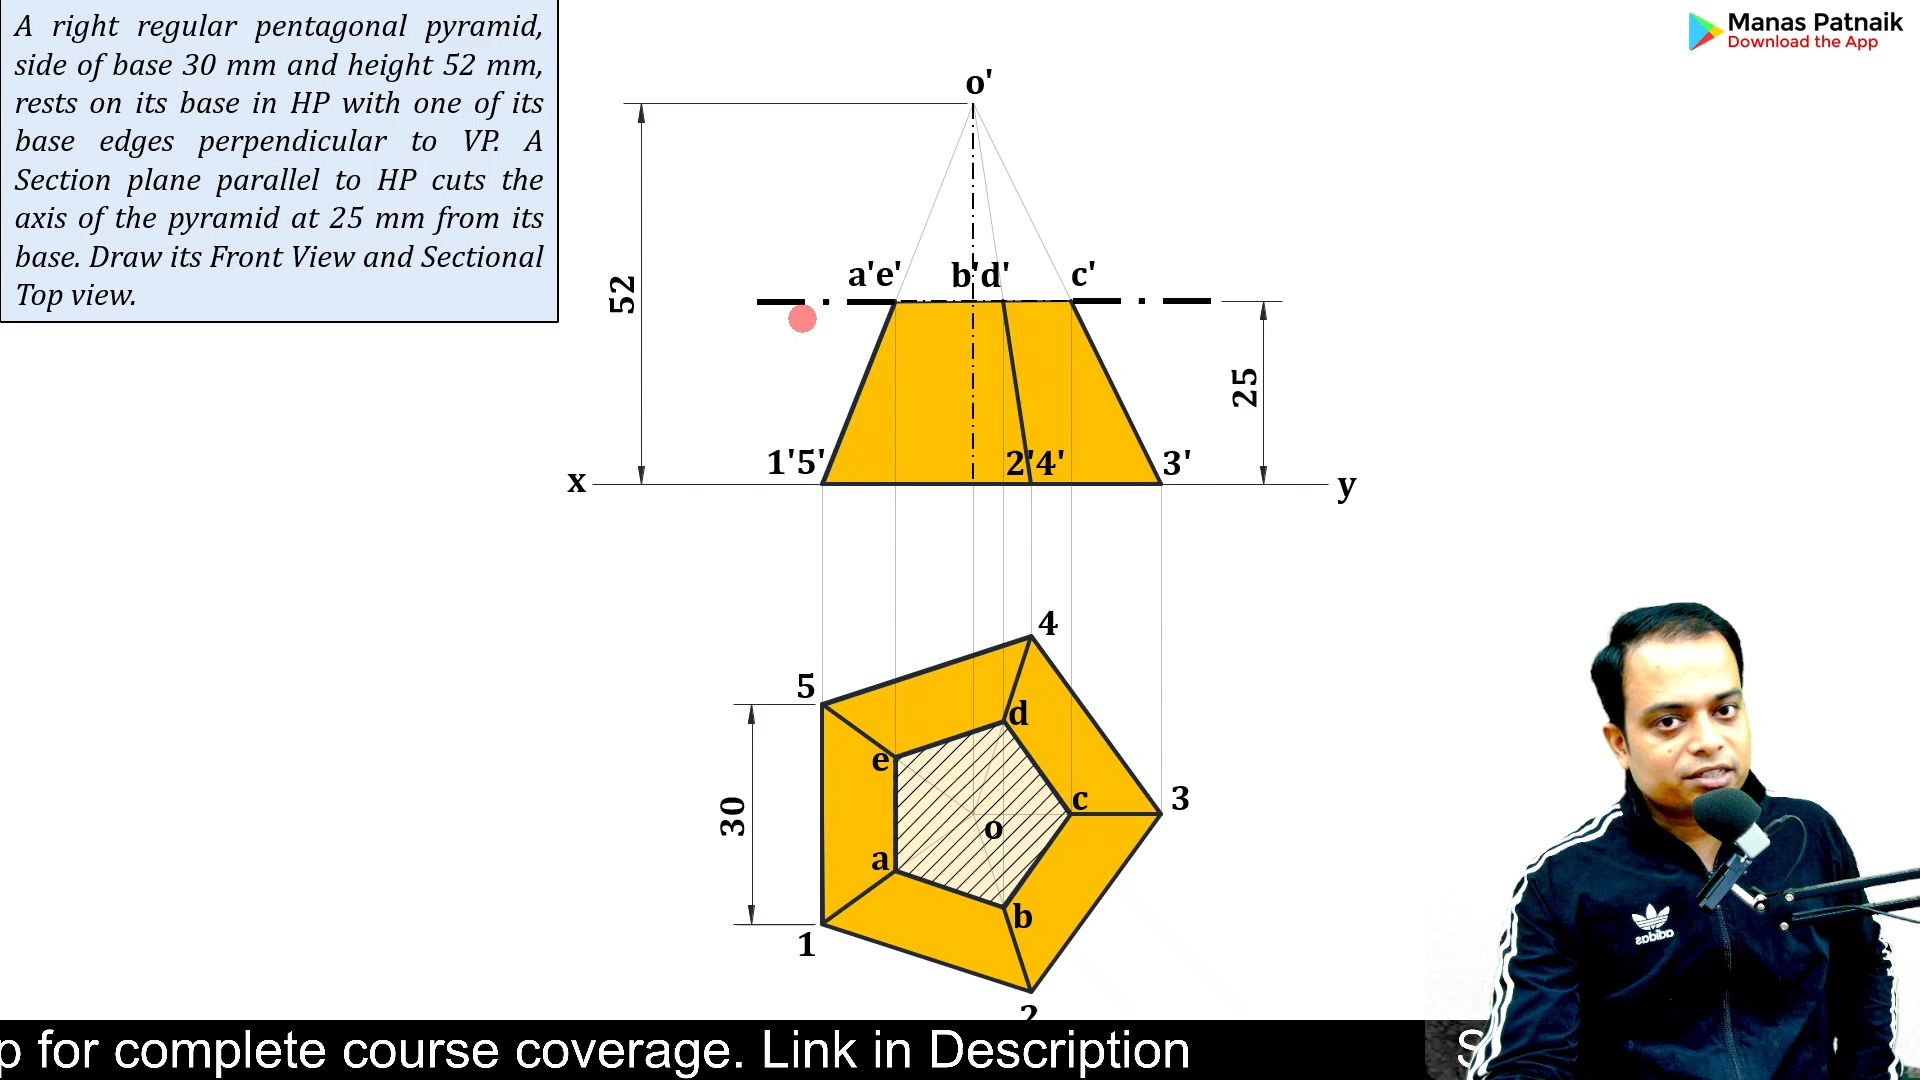 A right regular pentagonal pyramid,
side of base 30 mm and height 52 mm,
rests on its base in HP with one of its
base edges perpendicular to VP. A
Section plane parallel to HP cuts the
axis of the pyramid at 25 mm from its
base. Draw its Front View and Sectional
Top view.
Manas Patnaik
Download the App
o'
a'e' b'd' c'
52
25
1'5' 2'4' 3'
x y
4
5
d
e
c 3
30
o
a
b
1
2
adidas
p for complete course coverage. Link in Description
S